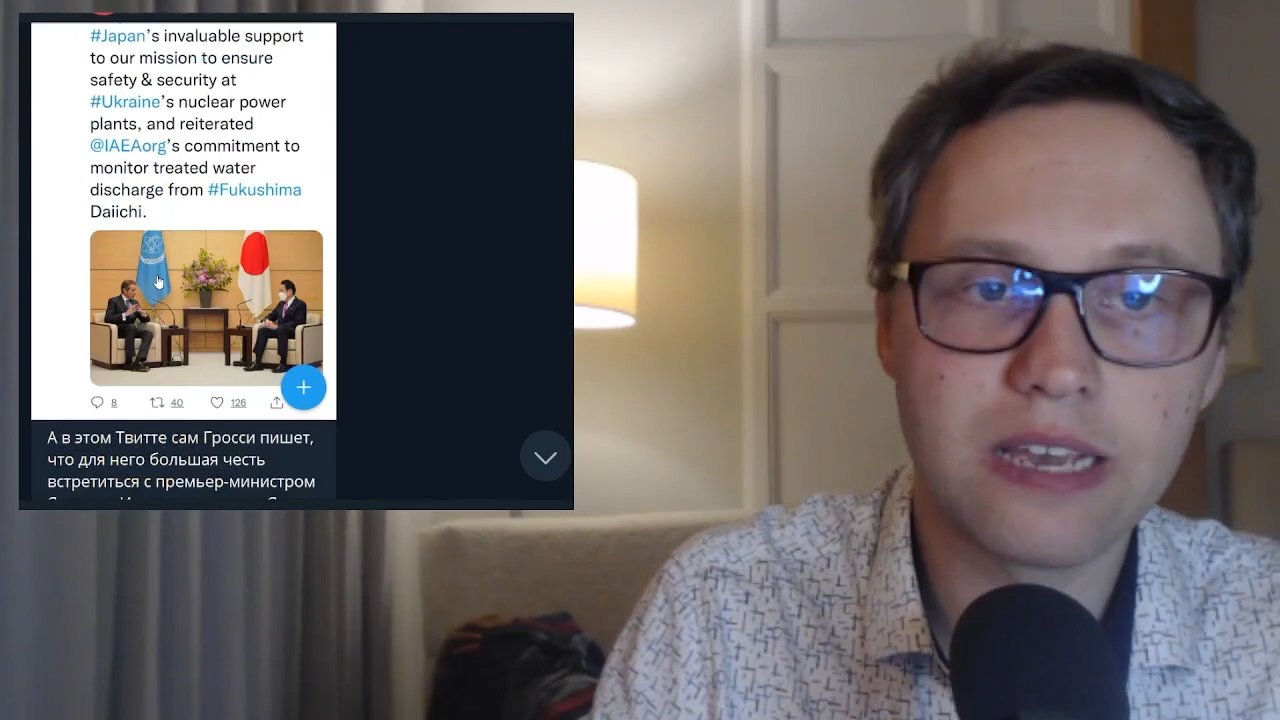 #Japan's invaluable support
to our mission to ensure
safety & security at
#Ukraine's nuclear power
plants, and reiterated
@IAEAorg's commitment to
monitor treated water
discharge from #Fukushima
Daiichi.
8 40 126
А в этом Твитте сам Гросси пишет,
что для него большая честь
встретиться с премьер-министром